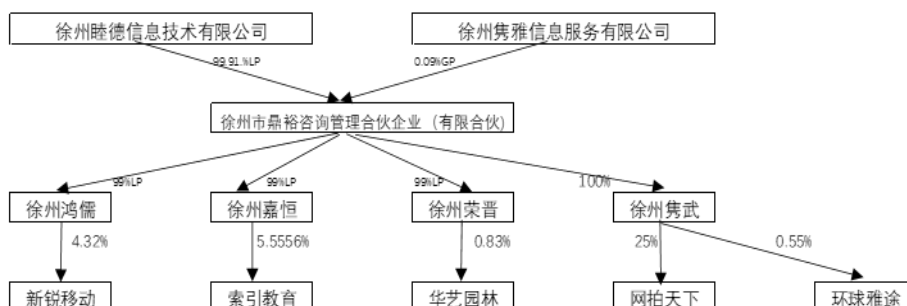 徐州睦德信息技术有限公司
徐州隽雅信息服务有限公司
99.91.%LP
0.09%GP
徐州市鼎裕咨询管理合伙企业（有限合伙)
99%LP
99%LP
99%LP
100%
徐州鸿儒
徐州嘉恒
徐州荣晋
徐州隽武
4.32%
5.5556%
0.83%
25%
0.55%
新锐移动
索引教育
华艺园林
网拍天下
环球雅途